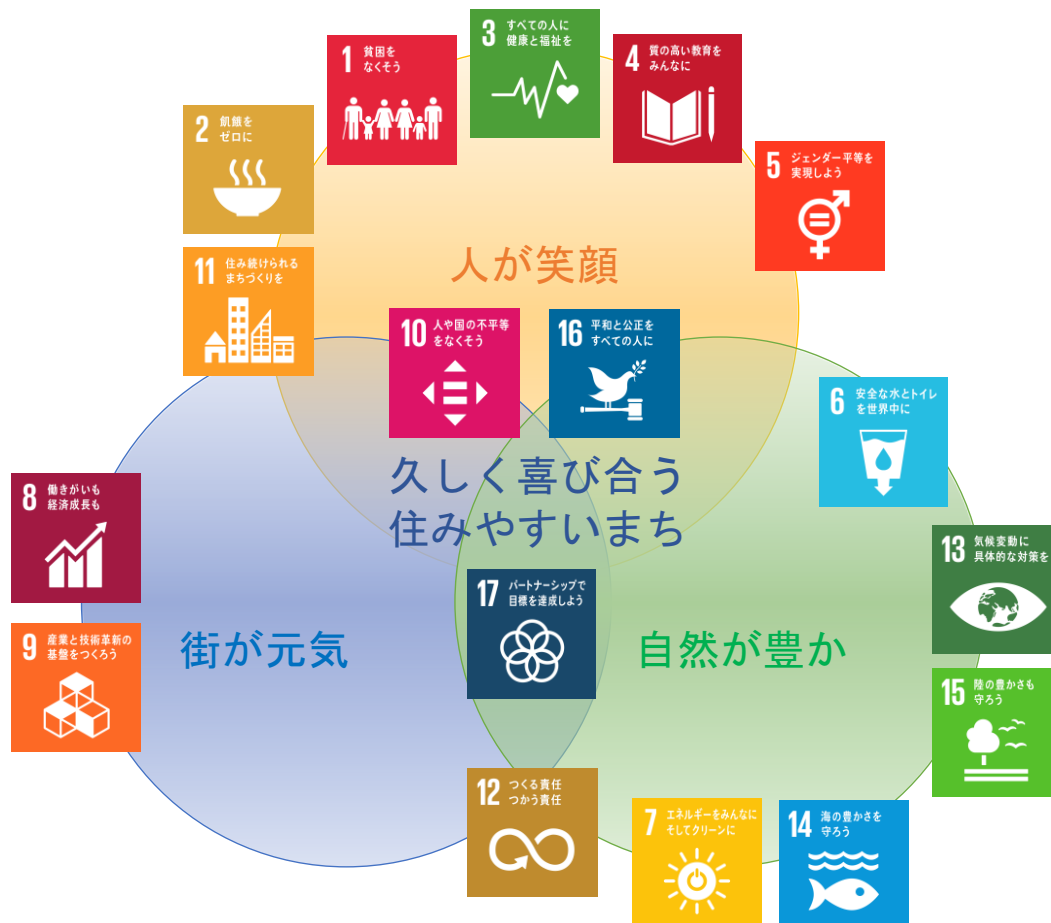 3 すべての人に
健康と福祉を
1 貧困を
なくそう
4 質の高い教育を
みんなに
2 飢餓を
ゼロに
5 ジェンダー平等を
実現しよう
11 住み続けられる
まちづくりを
人が笑顔
10 人や国の不平等
をなくそう
16 平和と公正を
すべての人に
6 安全な水とトイレ
を世界中に
久しく喜び合う
住みやすいまち
8 働きがいも
経済成長も
13 気候変動に
具体的な対策を
17 パートナーシップで
目標を達成しよう
9 産業と技術革新の
基盤をつくろう
街が元気
自然が豊か
15 陸の豊かさも
守ろう
12 つくる責任
つかう責任
7 エネルギーをみんなに
そしてクリーンに
14 海の豊かさを
守ろう